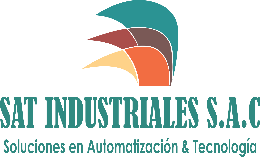 SAT INDUSTRIALES S.A.C
Soluciones en Automatización & Tecnología